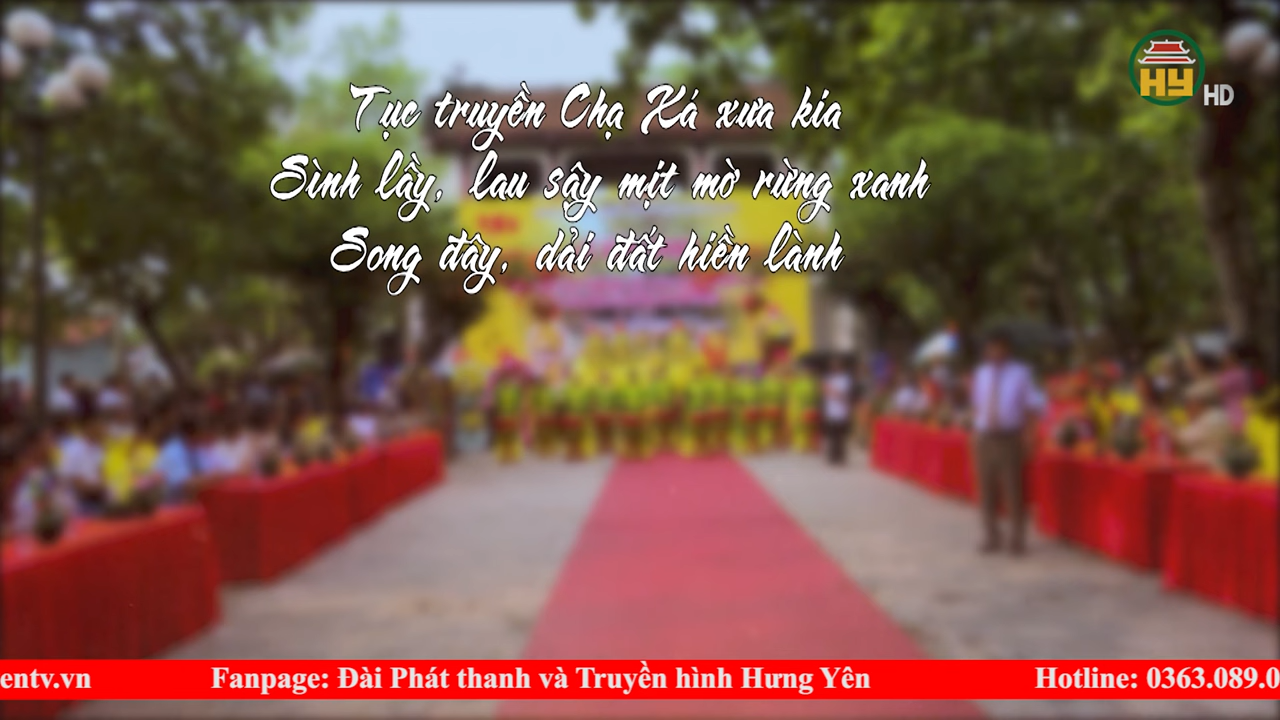 Tục truyền Chạ Ká xưa kia
Sình lầy, lau sậy mịt mờ rừng xanh
Song đây, dải đất hiền lành
HY HD
entv.vn Fanpage: Đài Phát thanh và Truyền hình Hưng Yên Hotline: 0363.089.0